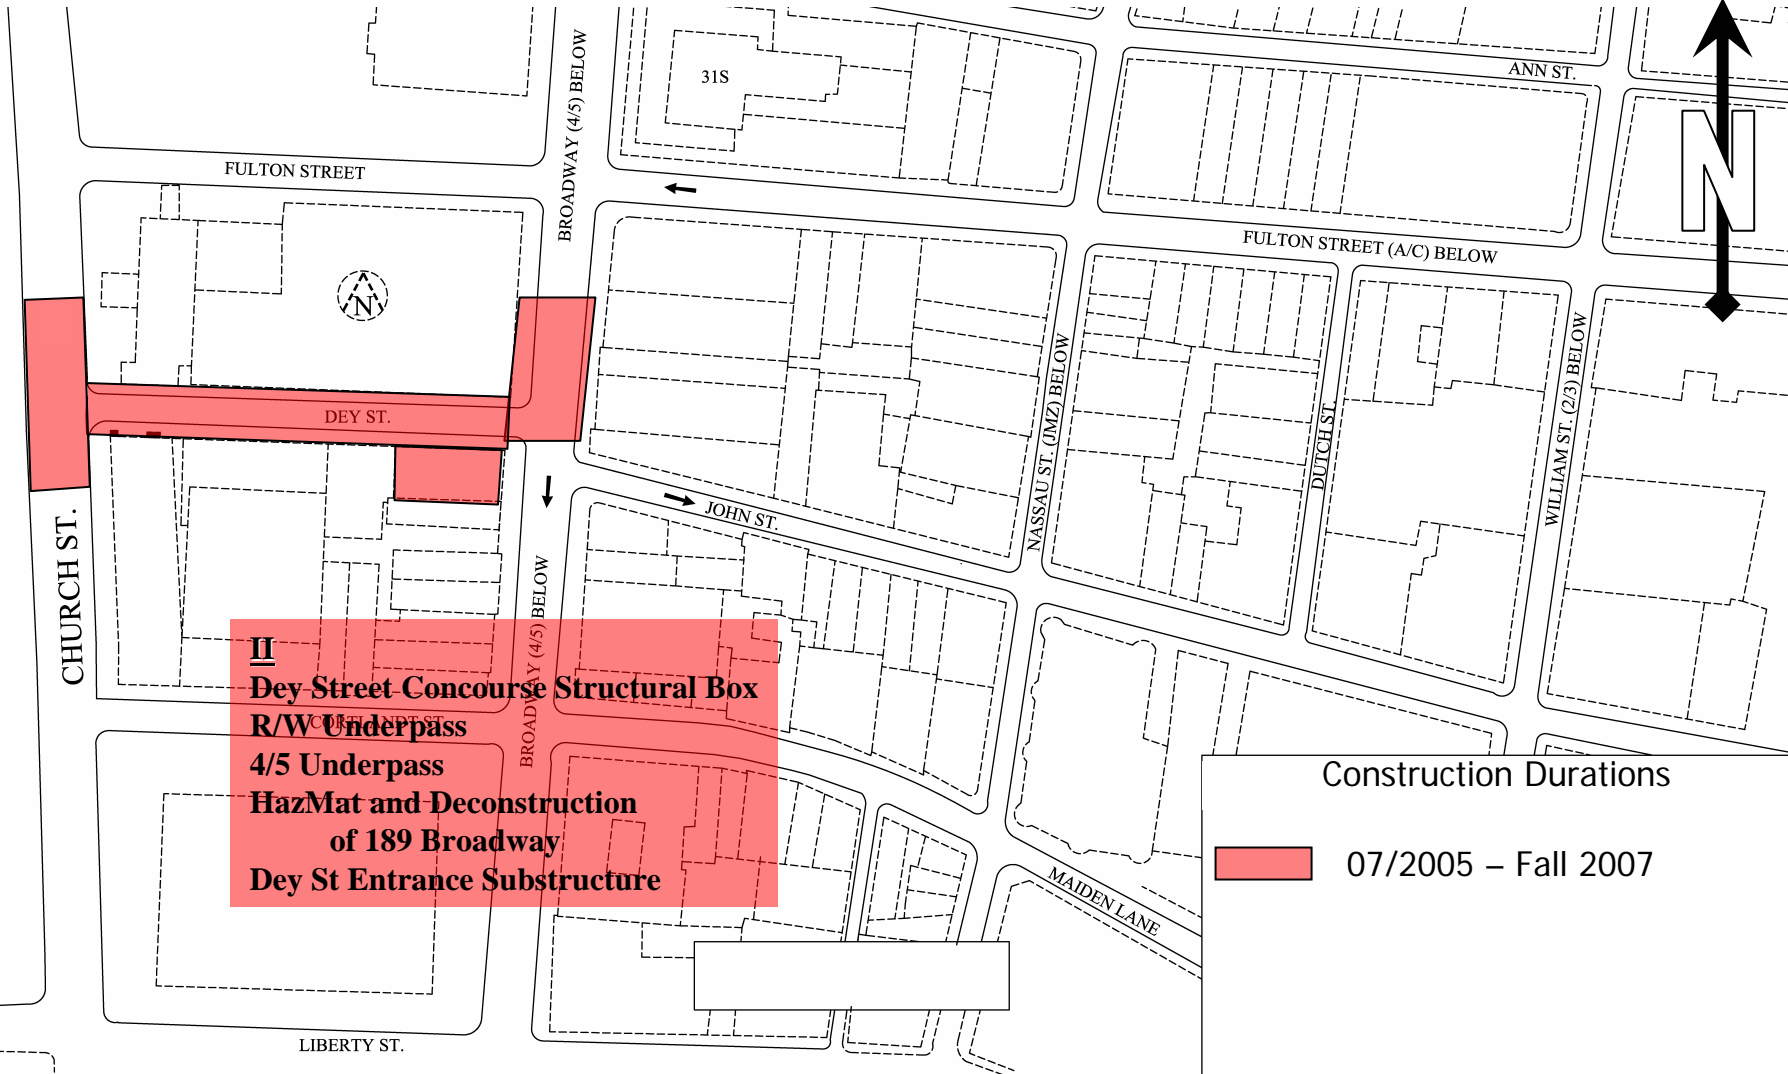 31S
ANN ST.
BROADWAY (4/5) BELOW
FULTON STREET
N
FULTON STREET (A/C) BELOW
N
DEY ST.
NASSAU ST. (JMZ) BELOW
DUTCH ST.
WILLIAM ST. (2/3) BELOW
JOHN ST.
CHURCH ST.
BROADWAY (4/5) BELOW
II
Dey Street Concourse Structural Box
CORTLANDT ST.
R/W Underpass
4/5 Underpass
HazMat and Deconstruction
of 189 Broadway
Dey St Entrance Substructure
Construction Durations
07/2005 – Fall 2007
MAIDEN LANE
LIBERTY ST.